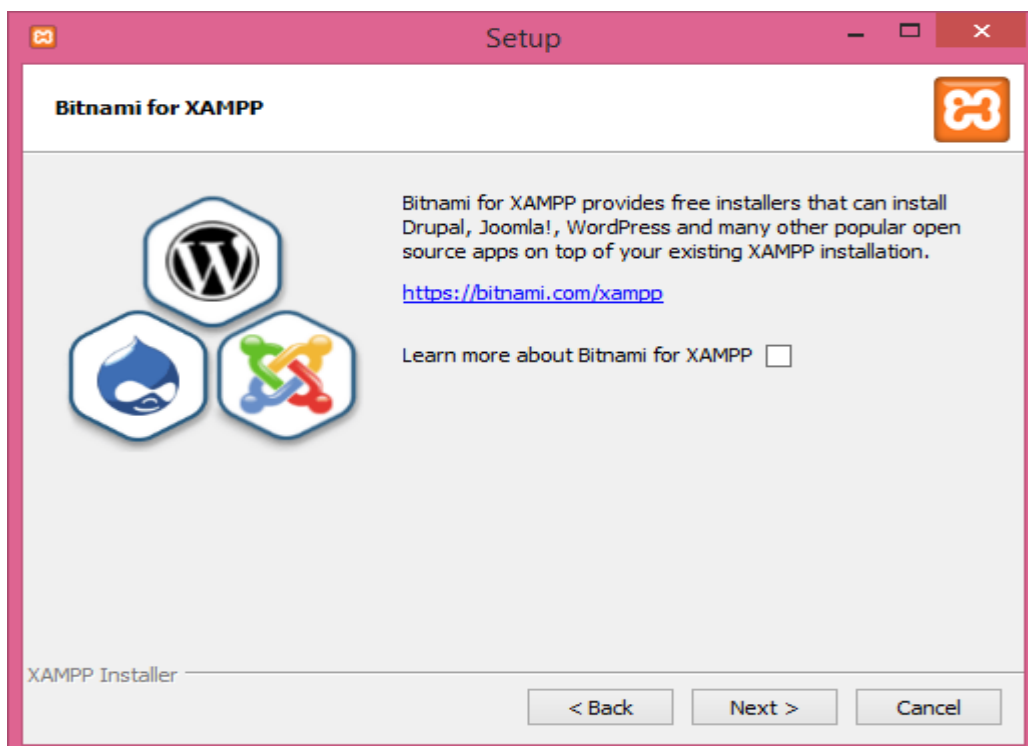 Setup
Bitnami for XAMPP
Bitnami for XAMPP provides free installers that can install
Drupal, Joomla!, WordPress and many other popular open
source apps on top of your existing XAMPP installation.
https://bitnami.com/xampp
Learn more about Bitnami for XAMPP
XAMPP Installer
< Back
Next >
Cancel